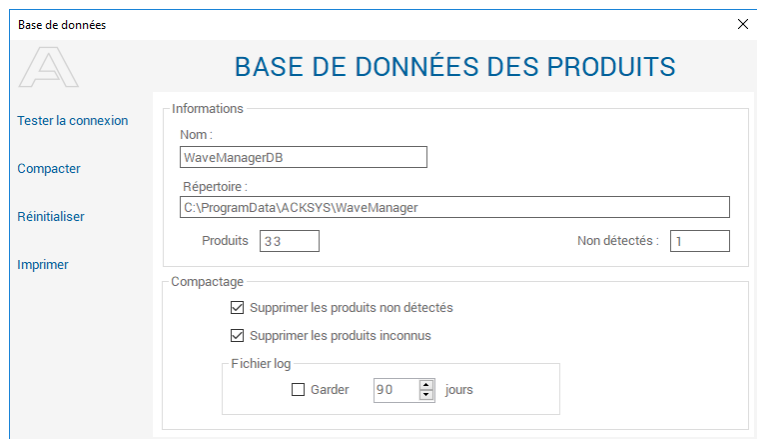 Base de données
BASE DE DONNÉES DES PRODUITS
Tester la connexion
Compacter
Réinitialiser
Imprimer
Informations
Nom :
WaveManagerDB
Répertoire :
C:\ProgramData\ACKSYS\WaveManager
Produits 33 Non détectés : 1
Compactage
Supprimer les produits non détectés
Supprimer les produits inconnus
Fichier log
Garder 90 jours